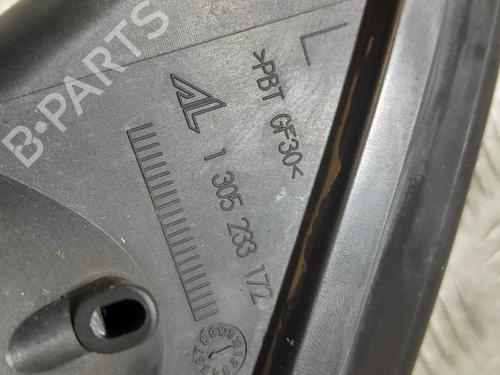 B-PARTS
L
>PBT GF30<
AL
1 305 233 172